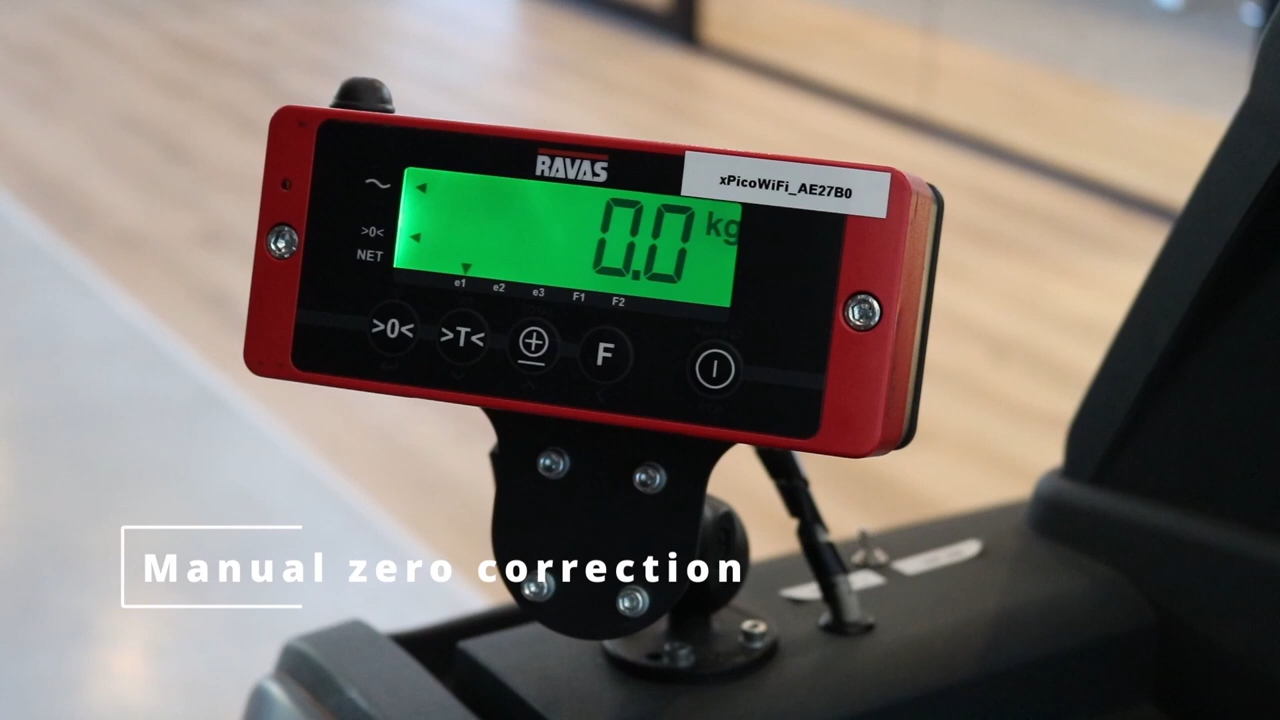 RAVAS
xPicoWiFi_AE27B0
0.0 kg
>0<
NET
e1 e2 e3 F1 F2
>0< >T< F
Manual zero correction